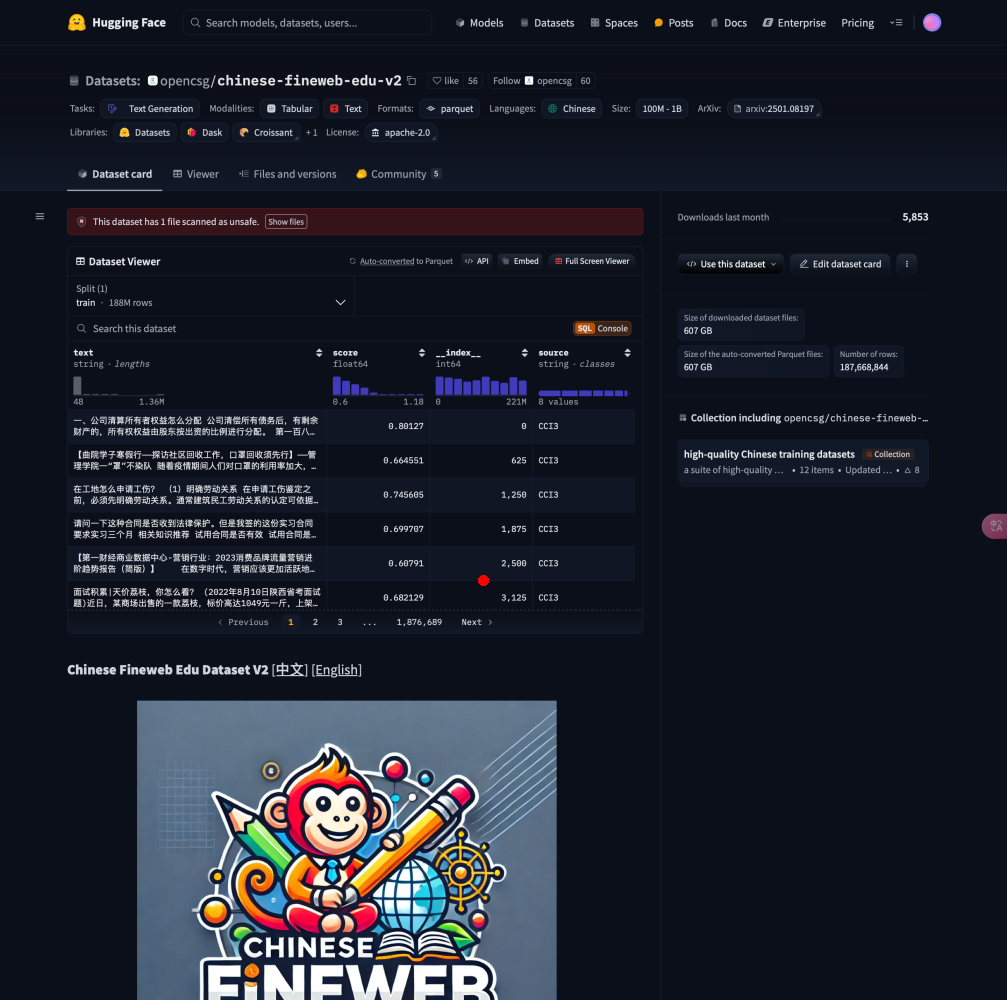 Hugging Face
Search models, datasets, users...
Models
Datasets
Spaces
Posts
Docs
Enterprise
Pricing
Datasets: opencsg/chinese-fineweb-edu-v2
like 56
Follow opencsg 60
Tasks: Text Generation Modalities: Tabular Text Formats: parquet Languages: Chinese Size: 100M - 1B ArXiv: arxiv:2501.08197
Libraries: Datasets Dask Croissant + 1 License: apache-2.0
Dataset card Viewer Files and versions Community 5
This dataset has 1 file scanned as unsafe. Show files
Dataset Viewer
Auto-converted to Parquet API Embed Full Screen Viewer
Split (1)
train · 188M rows
Search this dataset
SQL Console
text score __index__ source
string · lengths float64 int64 string · classes
48 1.36M 0.6 1.18 0 221M 8 values
一、公司清算所有者权益怎么分配 公司清偿所有债务后，有剩余
财产的，所有权权益由股东按出资的比例进行分配。 第一百八…
0.80127 0 CCI3
【曲院学子寒假行——探访社区回收工作，口罩回收须先行】——管
理学院一“罩”不染队 随着疫情期间人们对口罩的利用率加大，…
0.664551 625 CCI3
在工地怎么申请工伤? （1）明确劳动关系 在申请工伤鉴定之
前，必须先明确劳动关系。通常建筑民工劳动关系的认定可依据…
0.745605 1,250 CCI3
请问一下这种合同是否收到法律保护。但是我签的这份实习合同
要求实习三个月 相关知识推荐 试用合同是否有效 试用合同是…
0.699707 1,875 CCI3
【第一财经商业数据中心-营销行业: 2023消费品牌流量营销进
阶趋势报告（简版）】 在数字时代，营销应该更加活跃地…
0.60791 2,500 CCI3
面试积累|天价荔枝，你怎么看? （2022年8月10日陕西省考面试
题)近日，某商场出售的一款荔枝，标价高达1049元一斤，上架…
0.682129 3,125 CCI3
Previous 1 2 3 ... 1,876,689 Next
Downloads last month 5,853
Use this dataset Edit dataset card
Size of downloaded dataset files:
607 GB
Size of the auto-converted Parquet files:
607 GB
Number of rows:
187,668,844
Collection including opencsg/chinese-fineweb-…
high-quality Chinese training datasets Collection
a suite of high-quality … • 12 items • Updated … • 8
Chinese Fineweb Edu Dataset V2 [中文] [English]
CHINESE
FiNEWEB